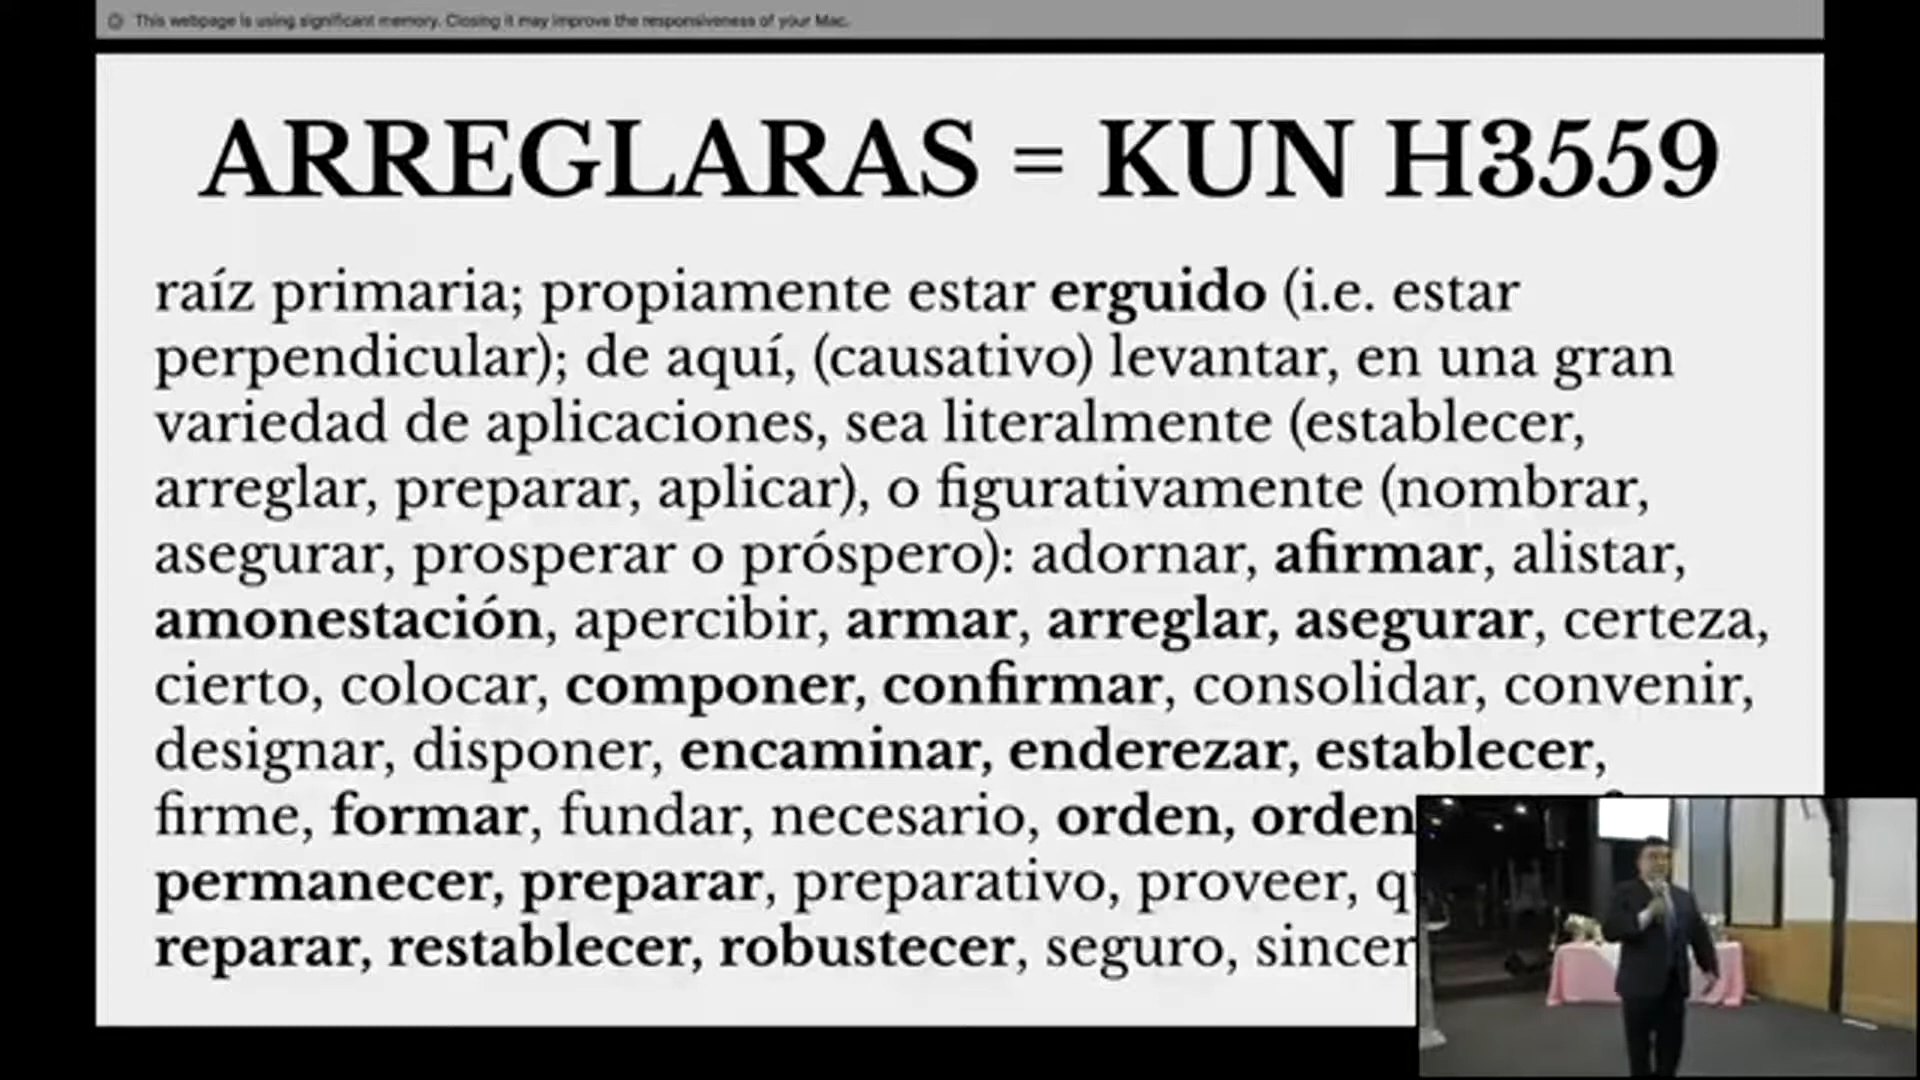 This webpage is using significant memory. Closing it may improve the responsiveness of your Mac.
ARREGLARAS = KUN H3559
raíz primaria; propiamente estar erguido (i.e. estar
perpendicular); de aquí, (causativo) levantar, en una gran
variedad de aplicaciones, sea literalmente (establecer,
arreglar, preparar, aplicar), o figurativamente (nombrar,
asegurar, prosperar o próspero): adornar, afirmar, alistar,
amonestación, apercibir, armar, arreglar, asegurar, certeza,
cierto, colocar, componer, confirmar, consolidar, convenir,
designar, disponer, encaminar, enderezar, establecer,
firme, formar, fundar, necesario, orden,
permanecer, preparar, preparativo, proveer,
reparar, restablecer, robustecer, seguro,